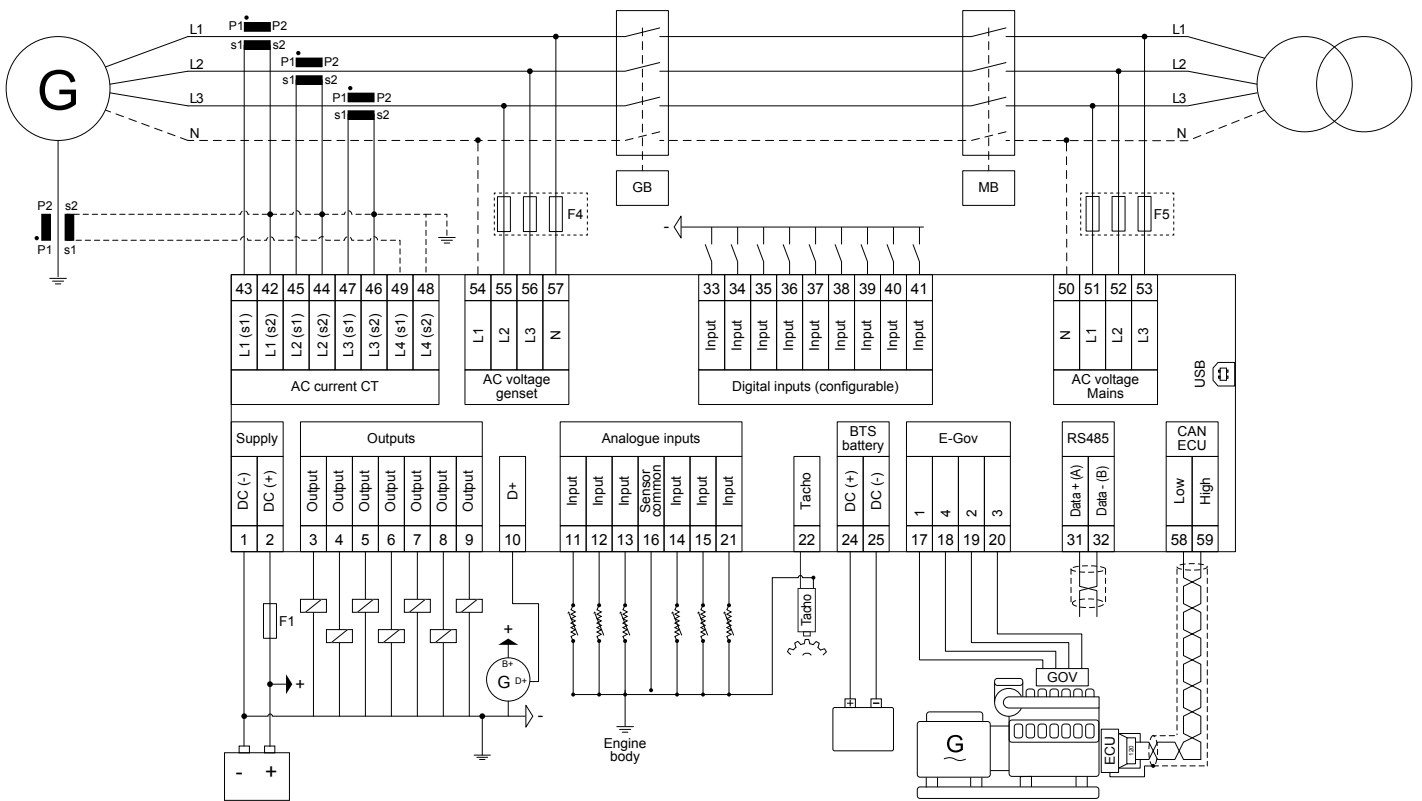 P1 P2
L1
L1
s1 s2
P1 P2
L2
L2
s1 s2
G
P1 P2
L3
L3
s1 s2
N
N
GB
MB
P2 s2
F4
F5
P1 s1
-
43 42 45 44 47 46 49 48
54 55 56 57
33 34 35 36 37 38 39 40 41
50 51 52 53
L1 (s1)
L1 (s2)
L2 (s1)
L2 (s2)
L3 (s1)
L3 (s2)
L4 (s1)
L4 (s2)
L1
L2
L3
N
Input
Input
Input
Input
Input
Input
Input
Input
Input
N
L1
L2
L3
USB
AC current CT
AC voltage
genset
Digital inputs (configurable)
AC voltage
Mains
Supply
Outputs
Analogue inputs
BTS
battery
E-Gov
RS485
CAN
ECU
DC (-)
DC (+)
Output
Output
Output
Output
Output
Output
Output
D+
Input
Input
Input
Sensor
common
Input
Input
Input
Tacho
DC (+)
DC (-)
1
4
2
3
Data + (A)
Data - (B)
Low
High
1 2
3 4 5 6 7 8 9
10
11 12 13 16 14 15 21
22
24 25
17 18 19 20
31 32
58 59
F1
Tacho
+
+
B+
G D+
GOV
-
+ −
Engine
body
G
ECU
120
- +